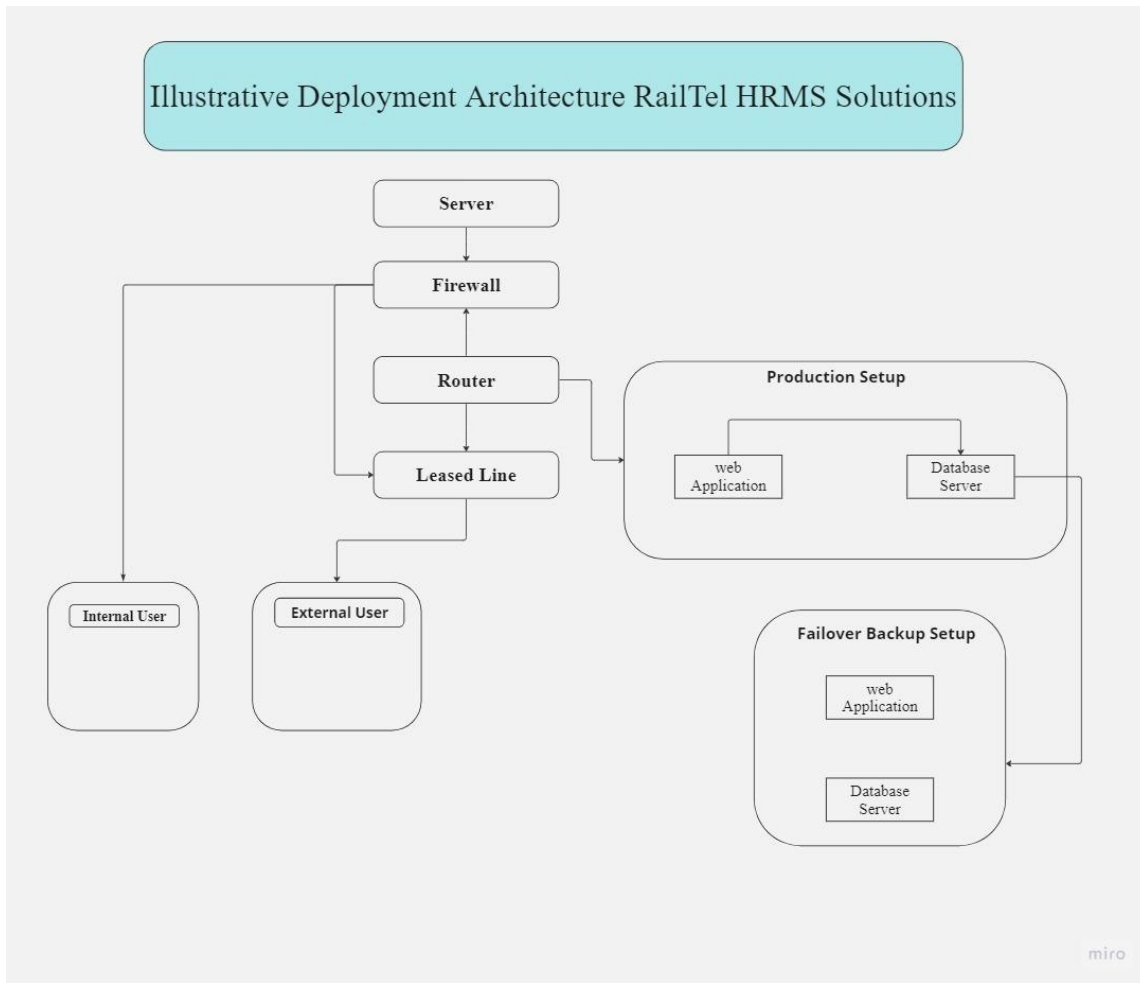 Illustrative Deployment Architecture RailTel HRMS Solutions
Server
Firewall
Router
Leased Line
Production Setup
web
Application
Database
Server
Internal User
External User
Failover Backup Setup
web
Application
Database
Server
miro